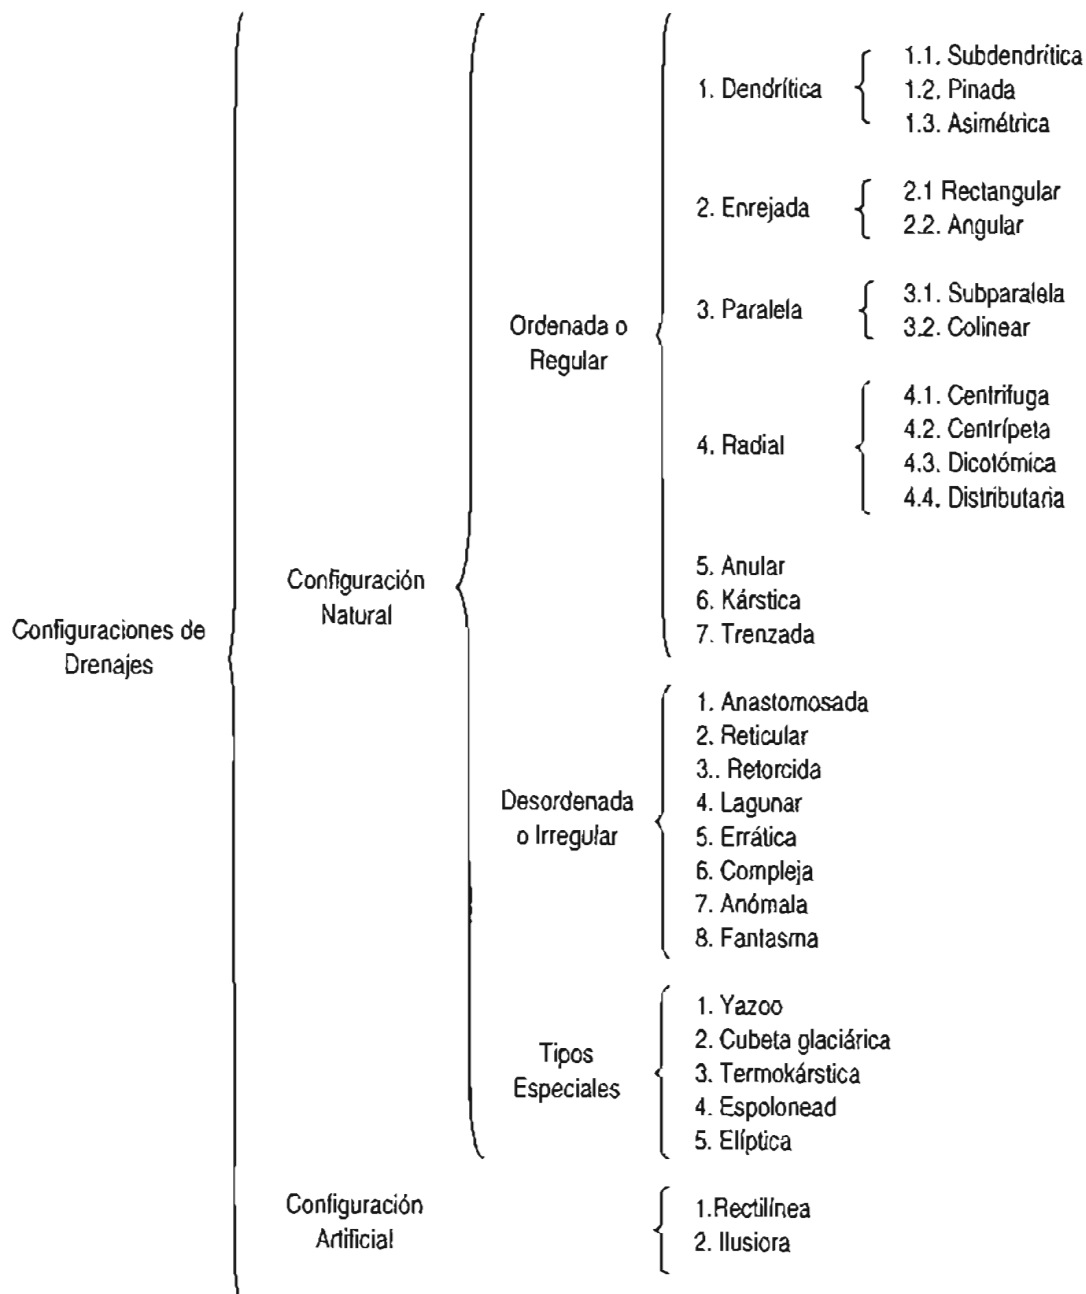 Configuraciones de
Drenajes
Configuración
Natural
Ordenada o
Regular
1. Dendrítica
1.1. Subdendrítica
1.2. Pinada
1.3. Asimétrica
2. Enrejada
2.1 Rectangular
2.2. Angular
3. Paralela
3.1. Subparalela
3.2. Colinear
4. Radial
4.1. Centrifuga
4.2. Centrípeta
4.3. Dicotómica
4.4. Distributaria
5. Anular
6. Kárstica
7. Trenzada
Desordenada
o Irregular
1. Anastomosada
2. Reticular
3.. Retorcida
4. Lagunar
5. Errática
6. Compleja
7. Anómala
8. Fantasma
Tipos
Especiales
1. Yazoo
2. Cubeta glaciárica
3. Termokárstica
4. Espolonead
5. Elíptica
Configuración
Artificial
1.Rectilínea
2. Ilusiora